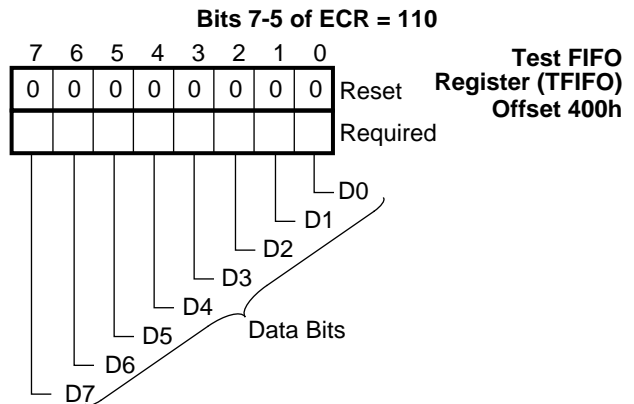 Bits 7-5 of ECR = 110
7 6 5 4 3 2 1 0
Test FIFO
Register (TFIFO)
Offset 400h
0 0 0 0 0 0 0 0 Reset
Required
D0
D1
D2
D3
D4
Data Bits
D5
D6
D7